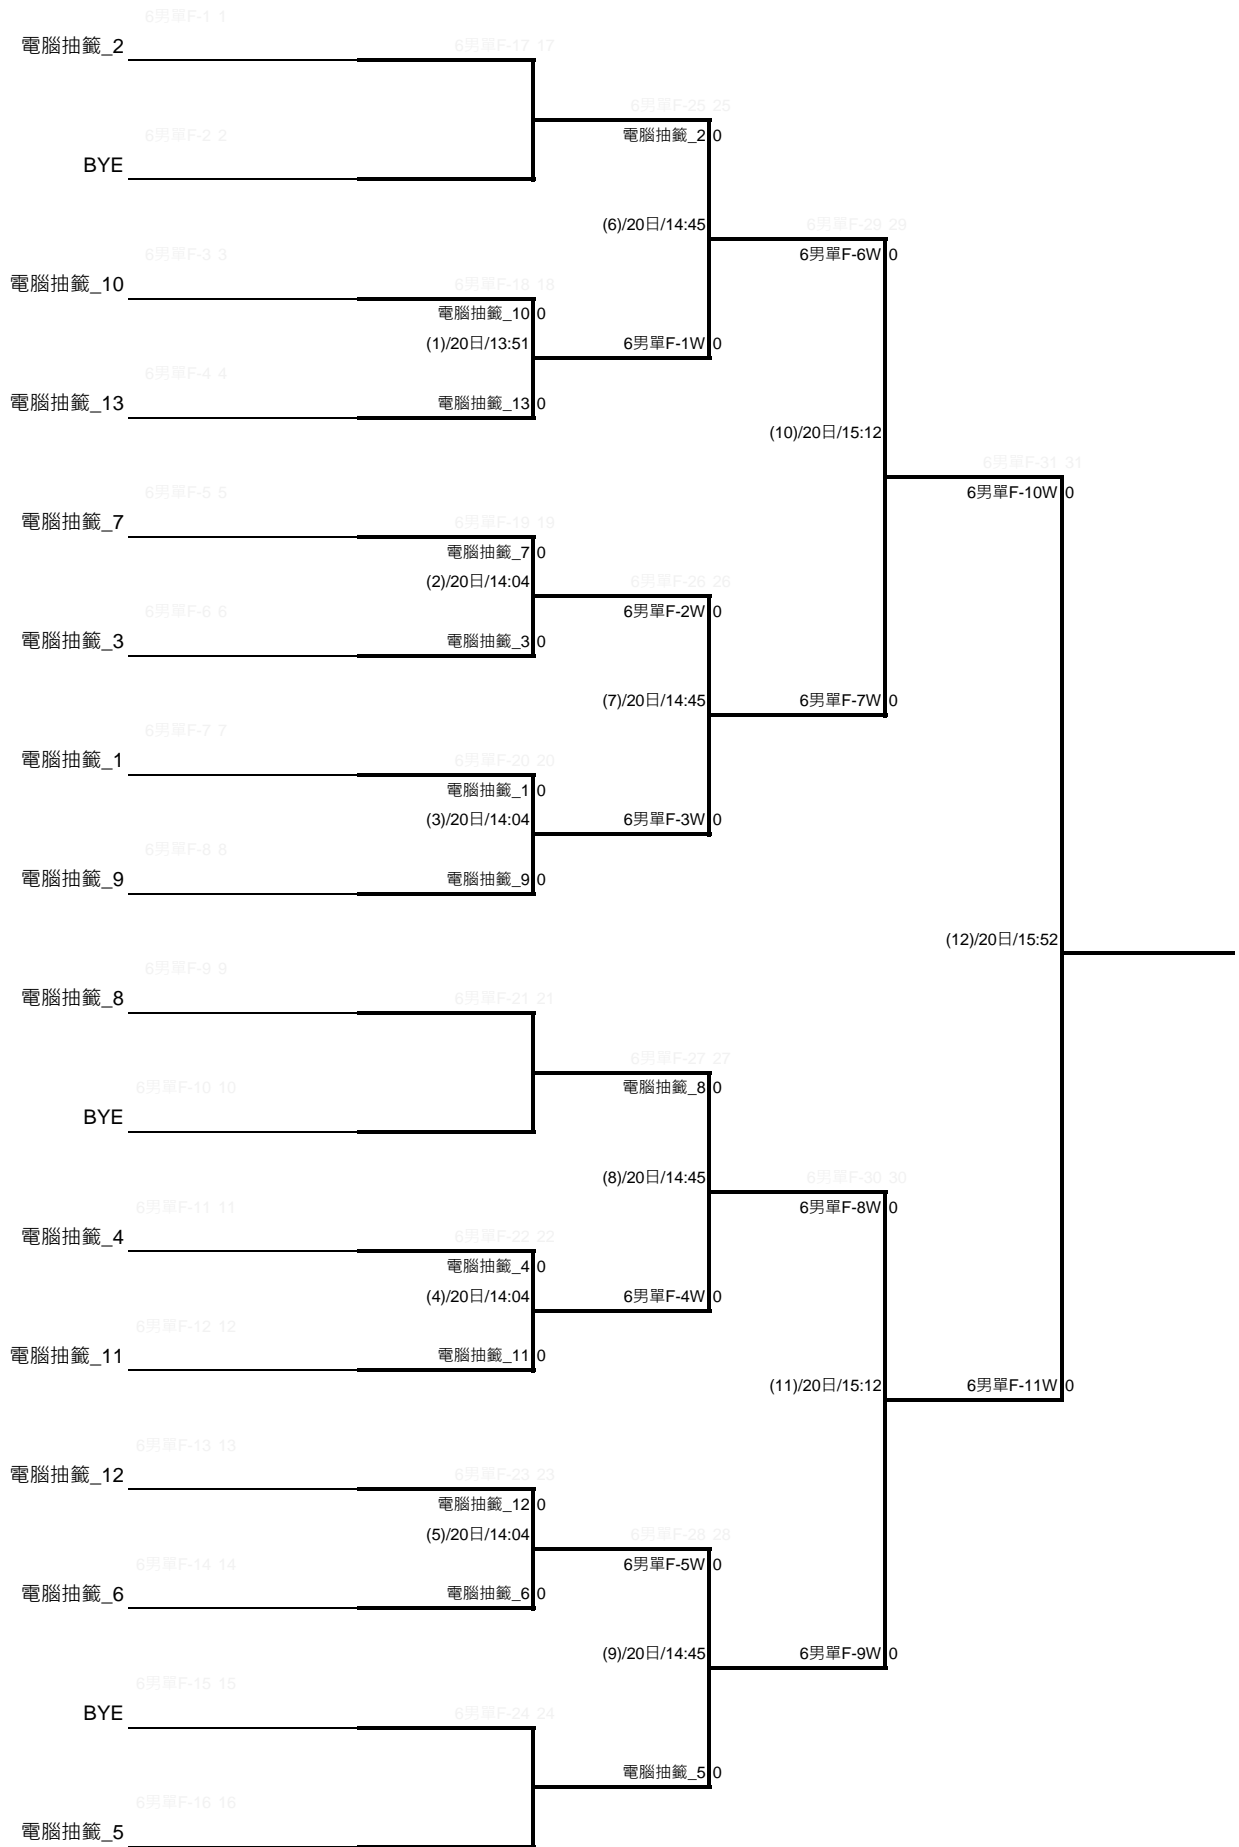 6男單F-1 1
電腦抽籤_2
6男單F-17 17
6男單F-25 25
電腦抽籤_2 0
6男單F-2 2
BYE
(6)/20日/14:45
6男單F-29 29
6男單F-6W 0
6男單F-3 3
電腦抽籤_10
6男單F-18 18
電腦抽籤_10 0
(1)/20日/13:51
6男單F-1W 0
6男單F-4 4
電腦抽籤_13
電腦抽籤_13 0
(10)/20日/15:12
6男單F-31 31
6男單F-10W 0
6男單F-5 5
電腦抽籤_7
6男單F-19 19
電腦抽籤_7 0
(2)/20日/14:04
6男單F-26 26
6男單F-2W 0
6男單F-6 6
電腦抽籤_3
電腦抽籤_3 0
(7)/20日/14:45
6男單F-7W 0
6男單F-7 7
電腦抽籤_1
6男單F-20 20
電腦抽籤_1 0
(3)/20日/14:04
6男單F-3W 0
6男單F-8 8
電腦抽籤_9
電腦抽籤_9 0
(12)/20日/15:52
6男單F-9 9
電腦抽籤_8
6男單F-21 21
6男單F-27 27
電腦抽籤_8 0
6男單F-10 10
BYE
(8)/20日/14:45
6男單F-30 30
6男單F-8W 0
6男單F-11 11
電腦抽籤_4
6男單F-22 22
電腦抽籤_4 0
(4)/20日/14:04
6男單F-4W 0
6男單F-12 12
電腦抽籤_11
電腦抽籤_11 0
(11)/20日/15:12
6男單F-11W 0
6男單F-13 13
電腦抽籤_12
6男單F-23 23
電腦抽籤_12 0
(5)/20日/14:04
6男單F-28 28
6男單F-5W 0
6男單F-14 14
電腦抽籤_6
電腦抽籤_6 0
(9)/20日/14:45
6男單F-9W 0
6男單F-15 15
BYE
6男單F-24 24
電腦抽籤_5 0
6男單F-16 16
電腦抽籤_5